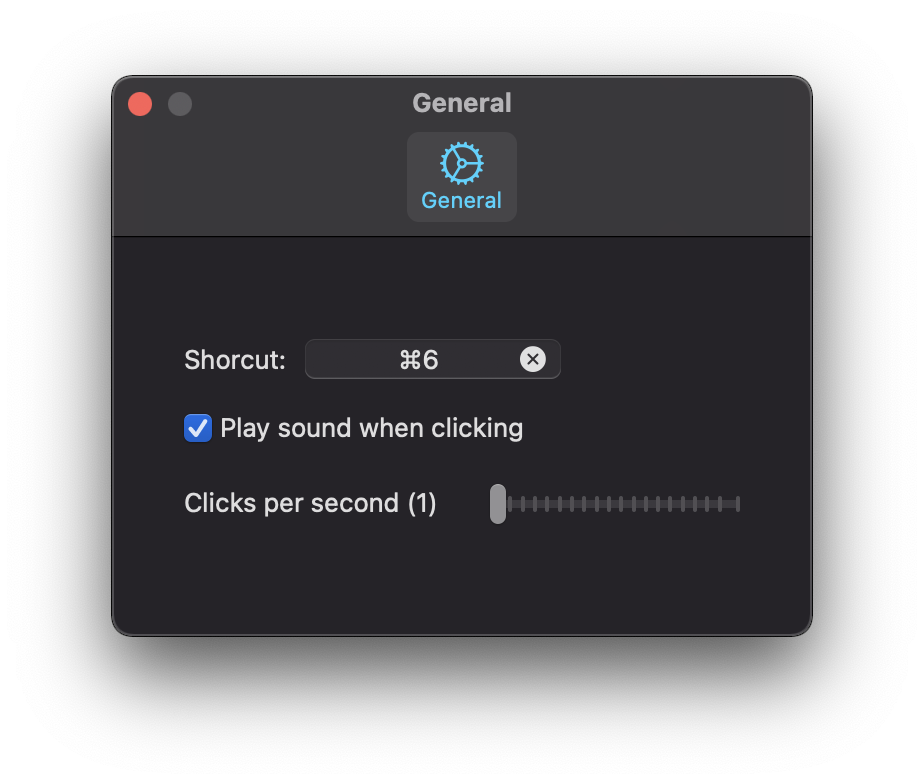 General
General
Shorcut: ⌘6
Play sound when clicking
Clicks per second (1)